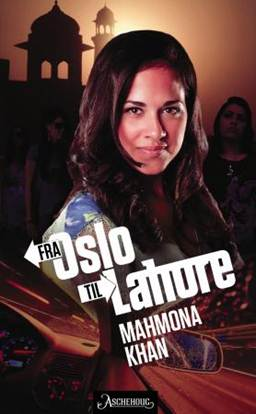 FRA Oslo
TIL Lahore
MAHMONA
KHAN
ASCHEHOUG